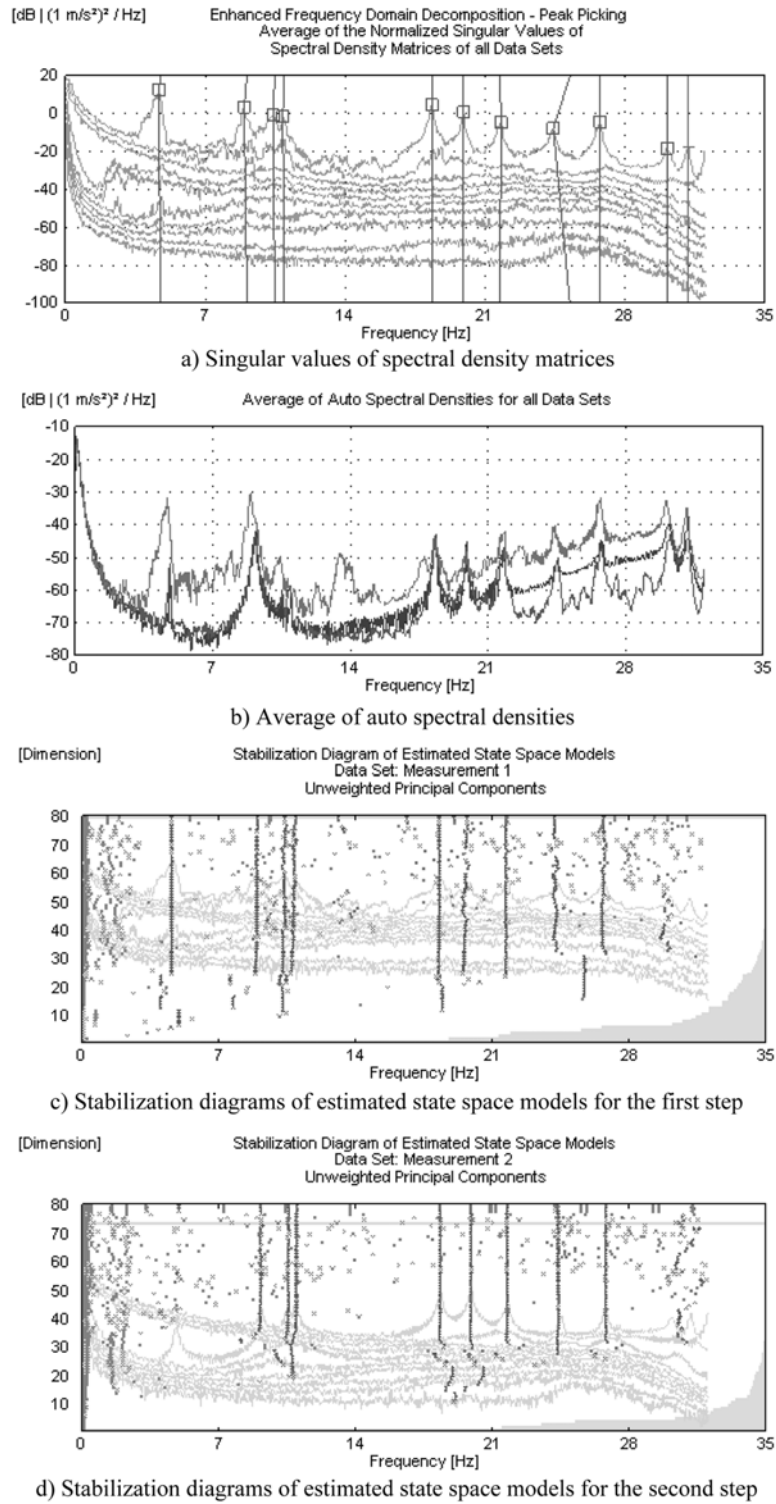 [dB | (1 m/s²)² / Hz]
Enhanced Frequency Domain Decomposition - Peak Picking
Average of the Normalized Singular Values of
Spectral Density Matrices of all Data Sets
20
0
-20
-40
-60
-80
-100
0 7 14 21 28 35
Frequency [Hz]
a) Singular values of spectral density matrices
[dB | (1 m/s²)² / Hz]
Average of Auto Spectral Densities for all Data Sets
-10
-20
-30
-40
-50
-60
-70
-80
0 7 14 21 28 35
Frequency [Hz]
b) Average of auto spectral densities
[Dimension]
Stabilization Diagram of Estimated State Space Models
Data Set: Measurement 1
Unweighted Principal Components
80
70
60
50
40
30
20
10
0 7 14 21 28 35
Frequency [Hz]
c) Stabilization diagrams of estimated state space models for the first step
[Dimension]
Stabilization Diagram of Estimated State Space Models
Data Set: Measurement 2
Unweighted Principal Components
80
70
60
50
40
30
20
10
0 7 14 21 28 35
Frequency [Hz]
d) Stabilization diagrams of estimated state space models for the second step